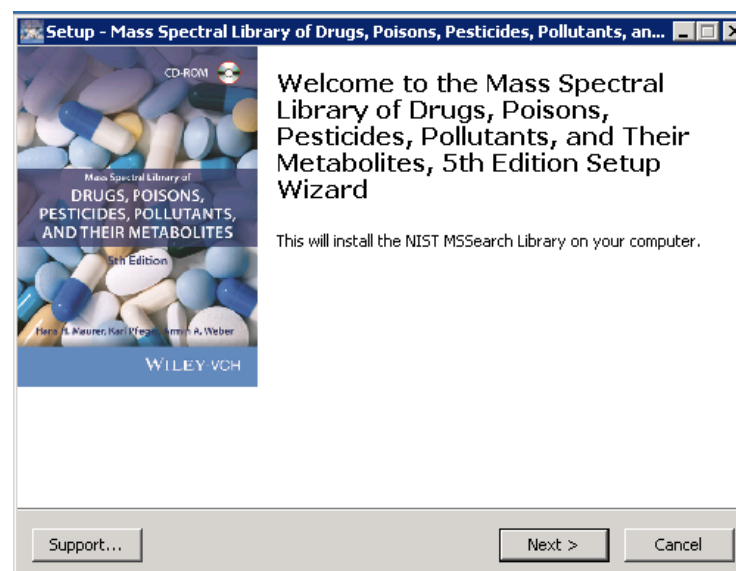 Setup - Mass Spectral Library of Drugs, Poisons, Pesticides, Pollutants, an...
CD-ROM
Mass Spectral Library of
DRUGS, POISONS,
PESTICIDES, POLLUTANTS,
AND THEIR METABOLITES
5th Edition
Hans H. Maurer, Karl Pfleger, Armin A. Weber
WILEY-VCH
Welcome to the Mass Spectral
Library of Drugs, Poisons,
Pesticides, Pollutants, and Their
Metabolites, 5th Edition Setup
Wizard
This will install the NIST MSSearch Library on your computer.
Support...
Next >
Cancel